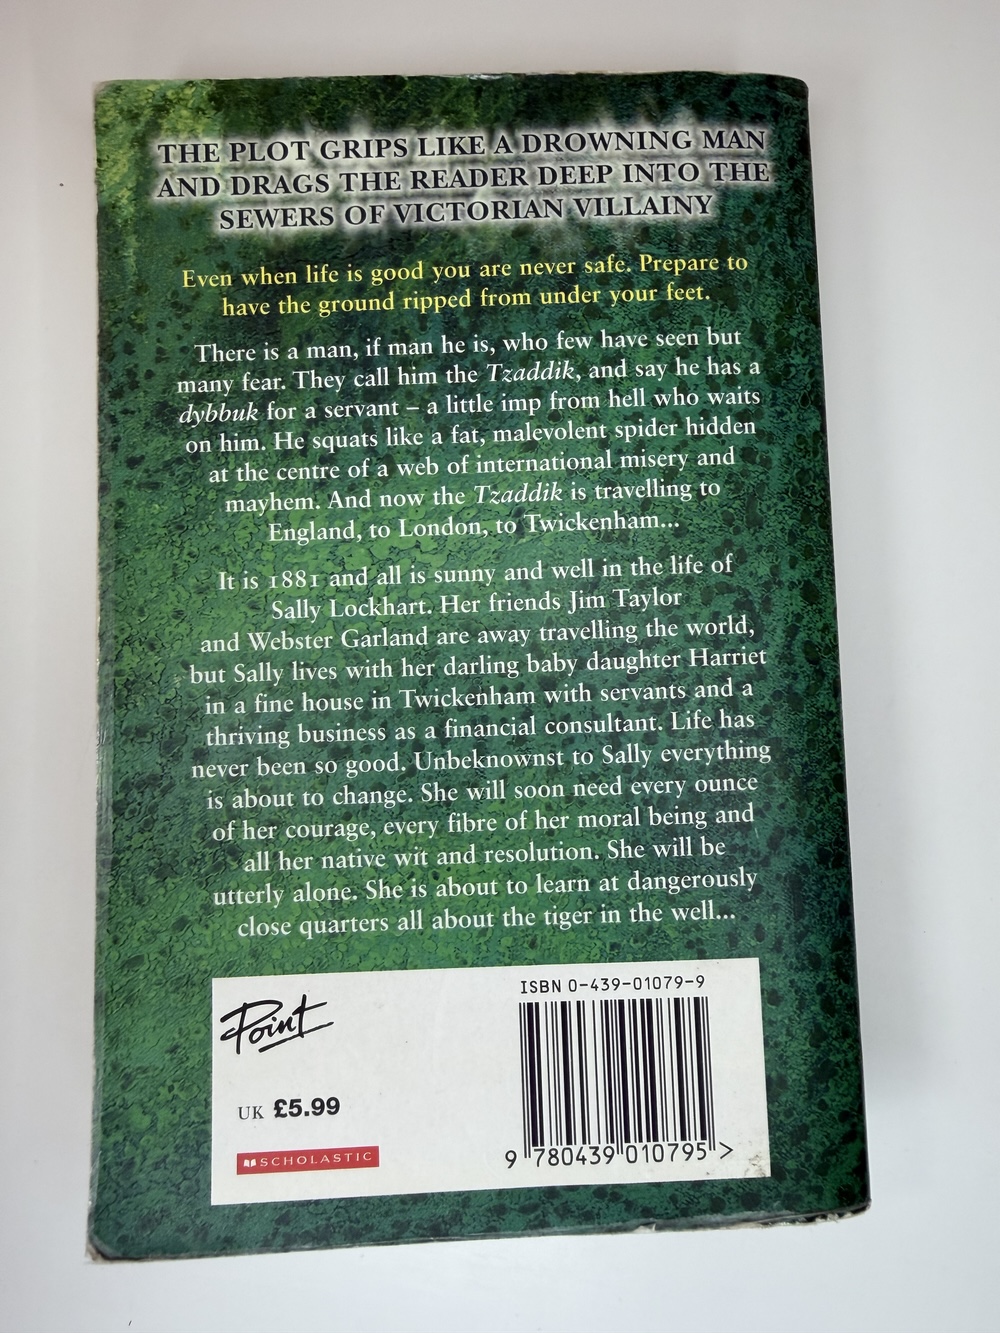 THE PLOT GRIPS LIKE A DROWNING MAN
AND DRAGS THE READER DEEP INTO THE
SEWERS OF VICTORIAN VILLAINY
Even when life is good you are never safe. Prepare to
have the ground ripped from under your feet.
There is a man, if man he is, who few have seen but
many fear. They call him the Tzaddik, and say he has a
dybbuk for a servant – a little imp from hell who waits
on him. He squats like a fat, malevolent spider hidden
at the centre of a web of international misery and
mayhem. And now the Tzaddik is travelling to
England, to London, to Twickenham...
It is 1881 and all is sunny and well in the life of
Sally Lockhart. Her friends Jim Taylor
and Webster Garland are away travelling the world,
but Sally lives with her darling baby daughter Harriet
in a fine house in Twickenham with servants and a
thriving business as a financial consultant. Life has
never been so good. Unbeknownst to Sally everything
is about to change. She will soon need every ounce
of her courage, every fibre of her moral being and
all her native wit and resolution. She will be
utterly alone. She is about to learn at dangerously
close quarters all about the tiger in the well...
ISBN 0-439-01079-9
Point
UK £5.99
SCHOLASTIC
9 780439 010795 >